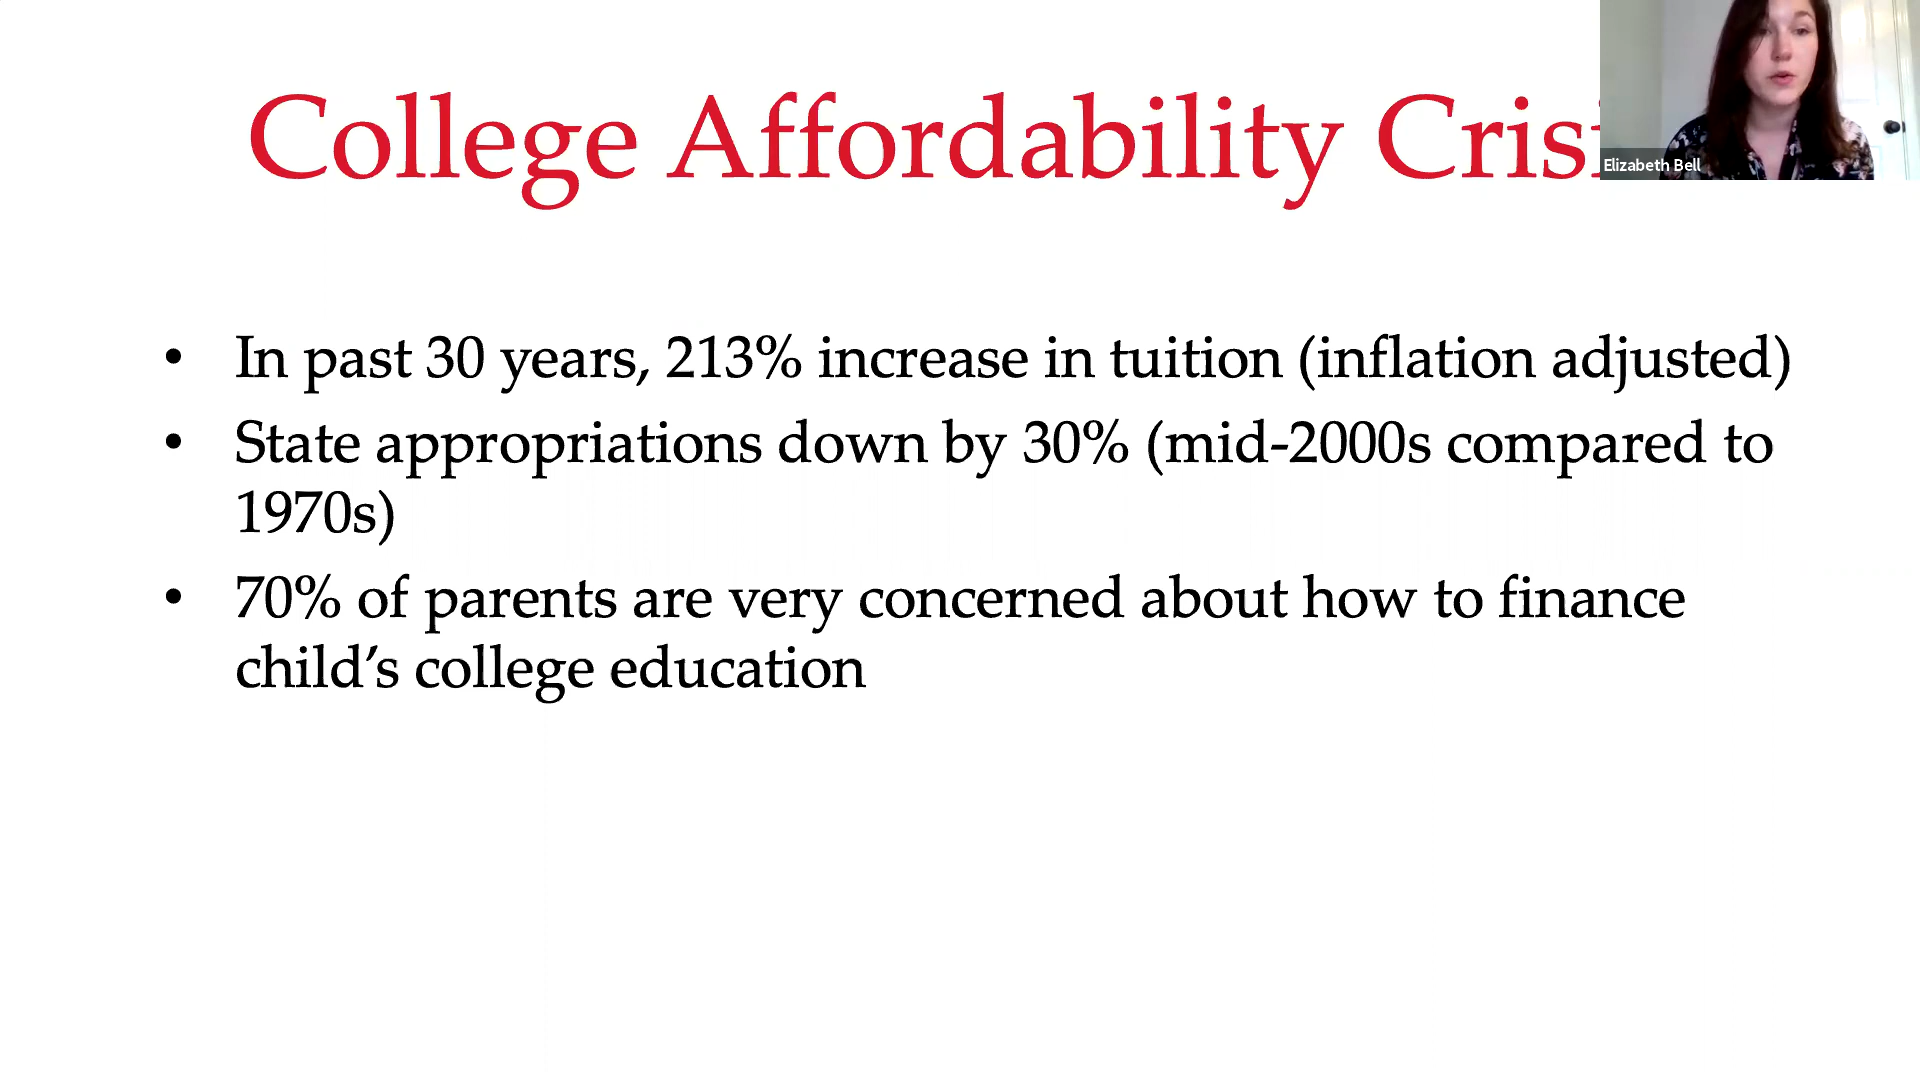 College Affordability Crisi
Elizabeth Bell
• In past 30 years, 213% increase in tuition (inflation adjusted)
• State appropriations down by 30% (mid-2000s compared to
1970s)
• 70% of parents are very concerned about how to finance
child’s college education